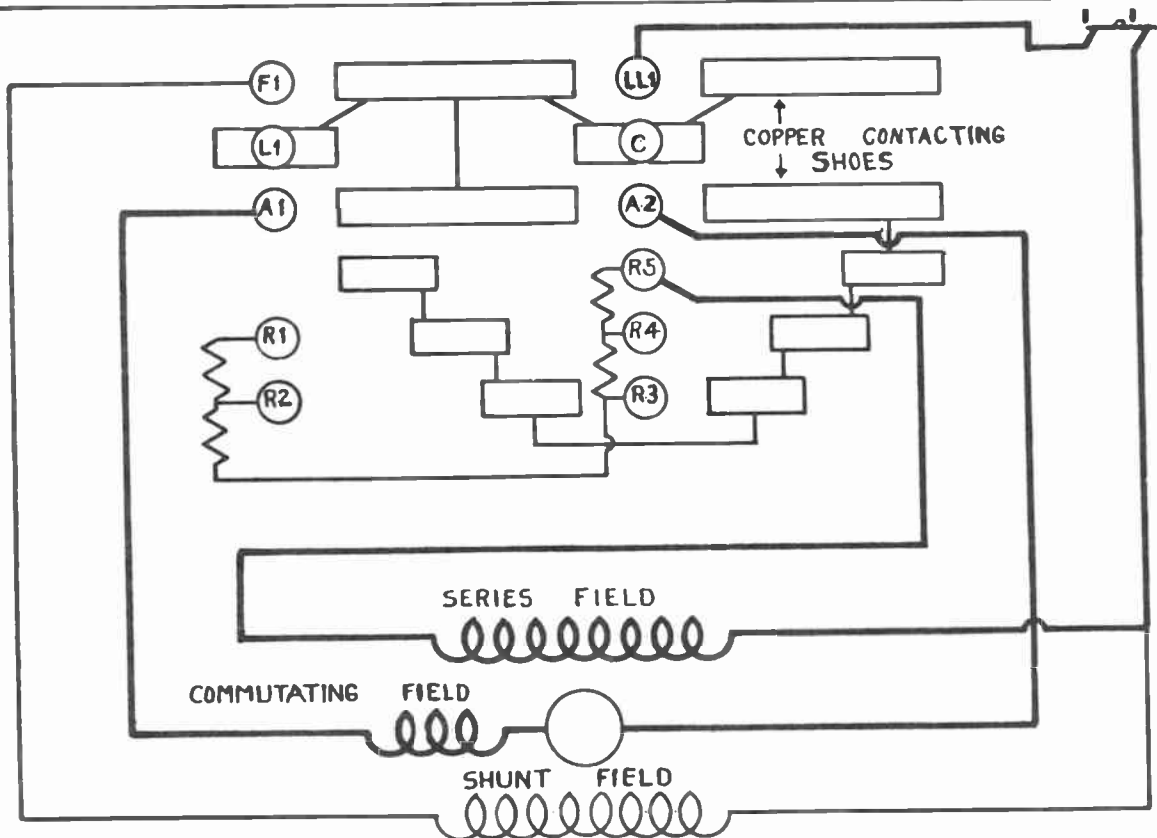 F1
LL1
L1
C
COPPER CONTACTING
SHOES
A1
A2
R5
R1
R4
R2
R3
SERIES FIELD
COMMUTATING FIELD
SHUNT FIELD